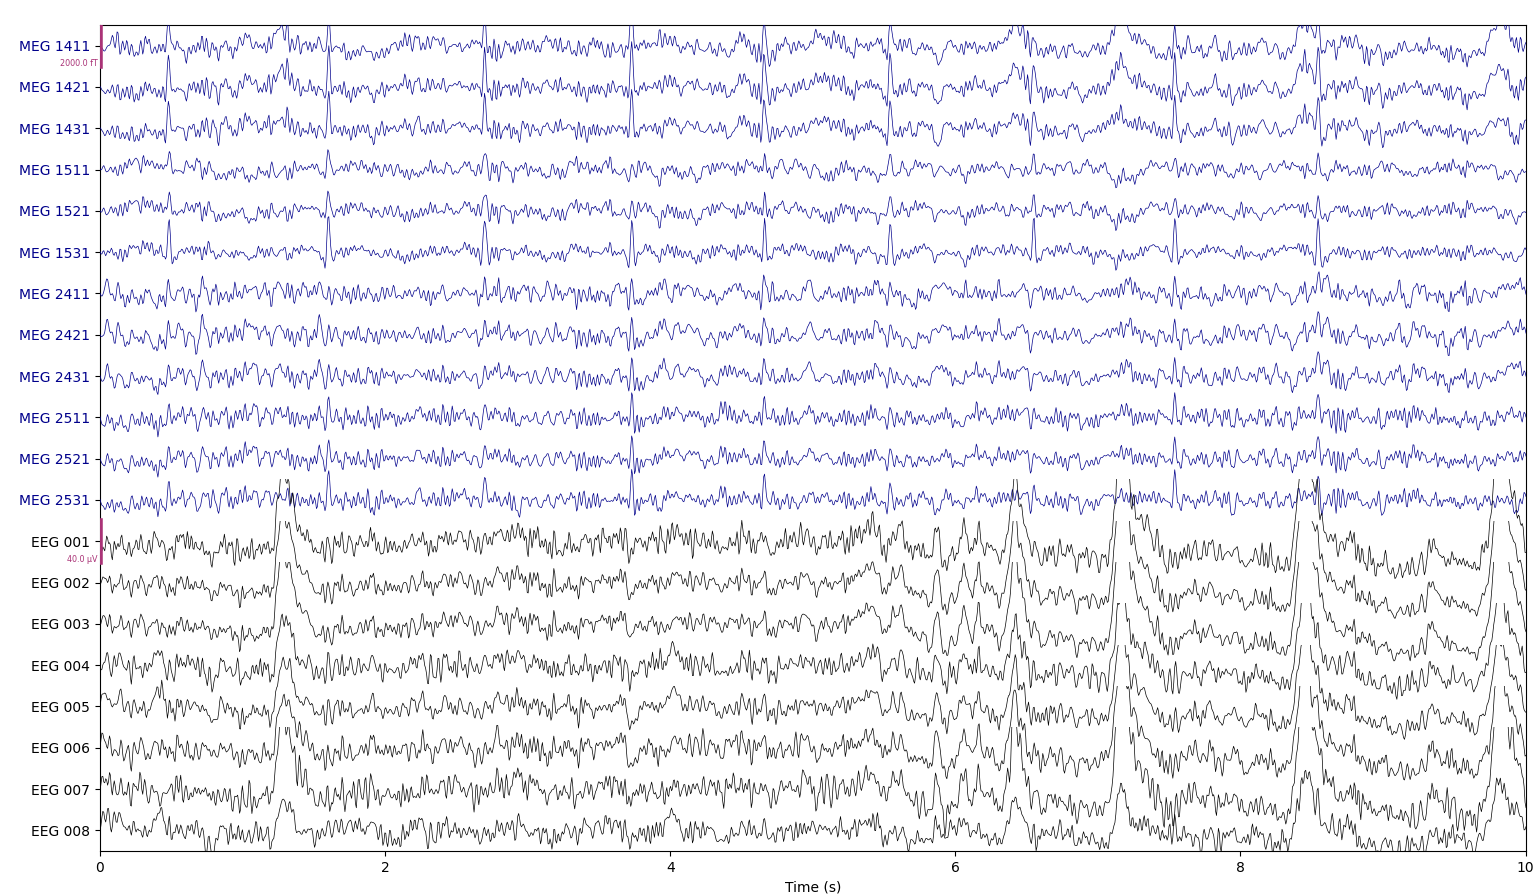 MEG 1411
2000.0 fT
MEG 1421
MEG 1431
MEG 1511
MEG 1521
MEG 1531
MEG 2411
MEG 2421
MEG 2431
MEG 2511
MEG 2521
MEG 2531
EEG 001
40.0 µV
EEG 002
EEG 003
EEG 004
EEG 005
EEG 006
EEG 007
EEG 008
0 2 4 6 8 10
Time (s)